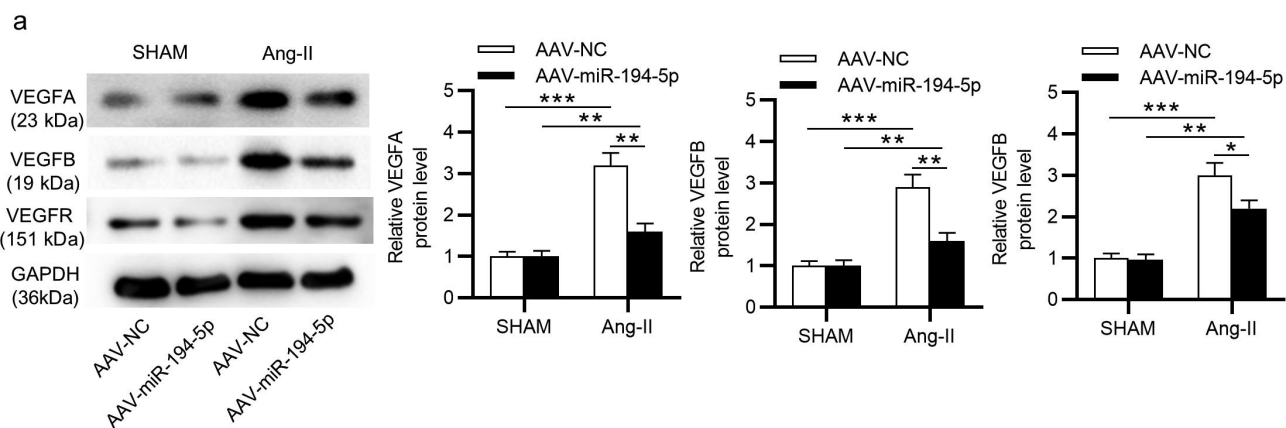 a
SHAM Ang-II
VEGFA
(23 kDa)
VEGFB
(19 kDa)
VEGFR
(151 kDa)
GAPDH
(36kDa)
AAV-NC
AAV-miR-194-5p
AAV-NC
AAV-miR-194-5p
AAV-NC
AAV-miR-194-5p
Relative VEGFA
protein level
5
4
3
2
1
0
***
**
**
SHAM Ang-II
AAV-NC
AAV-miR-194-5p
Relative VEGFB
protein level
5
4
3
2
1
0
***
**
**
SHAM Ang-II
AAV-NC
AAV-miR-194-5p
Relative VEGFB
protein level
5
4
3
2
1
0
***
**
*
SHAM Ang-II